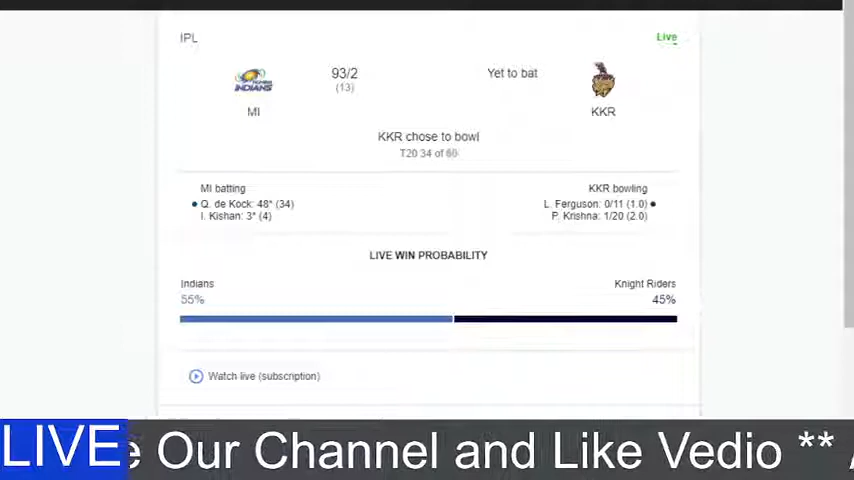 IPL
Live
93/2
Yet to bat
(13)
INDIANS
MI
KKR
KKR chose to bowl
T20 34 of 60
MI batting
KKR bowling
Q. de Kock: 48* (34)
L. Ferguson: 0/11 (1.0)
I. Kishan: 3* (4)
P. Krishna: 1/20 (2.0)
LIVE WIN PROBABILITY
Indians
Knight Riders
55%
45%
Watch live (subscription)
LIVE e Our Channel and Like Vedio **